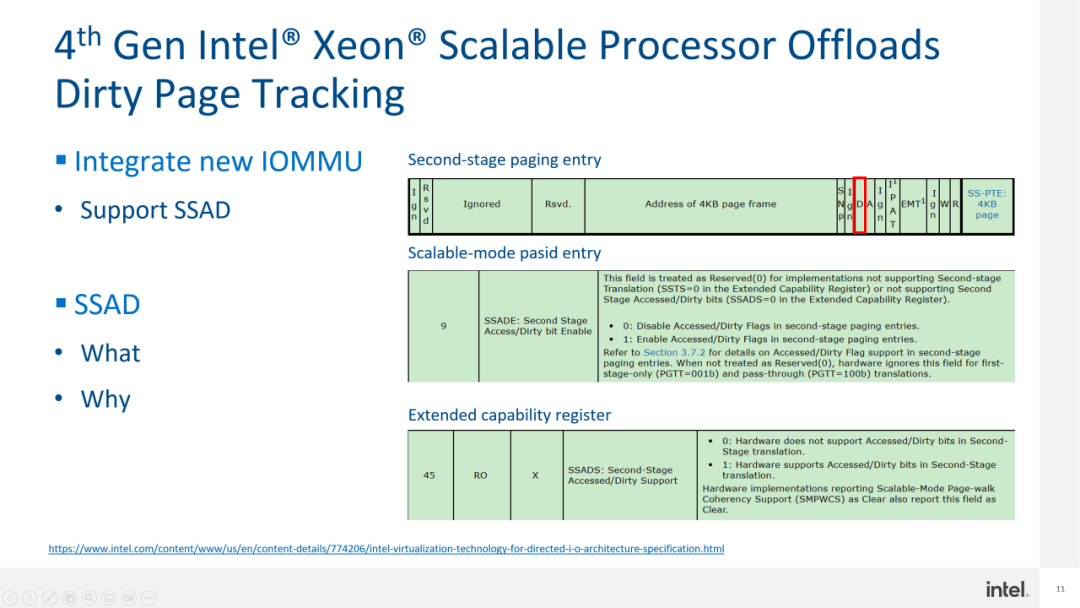 4th Gen Intel® Xeon® Scalable Processor Offloads
Dirty Page Tracking
▪ Integrate new IOMMU
• Support SSAD
▪ SSAD
• What
• Why
Second-stage paging entry
Ign Rsvd Ignored Rsvd. Address of 4KB page frame SNP Ign D A Ign I¹PAT EMT¹ Ign W R SS-PTE: 4KB page
Scalable-mode pasid entry
9
SSADE: Second Stage
Access/Dirty bit Enable
This field is treated as Reserved(0) for implementations not supporting Second-stage
Translation (SSTS=0 in the Extended Capability Register) or not supporting Second
Stage Accessed/Dirty bits (SSADS=0 in the Extended Capability Register).
• 0: Disable Accessed/Dirty Flags in second-stage paging entries.
• 1: Enable Accessed/Dirty Flags in second-stage paging entries.
Refer to Section 3.7.2 for details on Accessed/Dirty Flag support in second-stage
paging entries. When not treated as Reserved(0), hardware ignores this field for first-
stage-only (PGTT=001b) and pass-through (PGTT=100b) translations.
Extended capability register
45
RO
X
SSADS: Second-Stage
Accessed/Dirty Support
• 0: Hardware does not support Accessed/Dirty bits in Second-
Stage translation.
• 1: Hardware supports Accessed/Dirty bits in Second-Stage
translation.
Hardware implementations reporting Scalable-Mode Page-walk
Coherency Support (SMPWCS) as Clear also report this field as
Clear.
https://www.intel.com/content/www/us/en/content-details/774206/intel-virtualization-technology-for-directed-i-o-architecture-specification.html
intel.
11